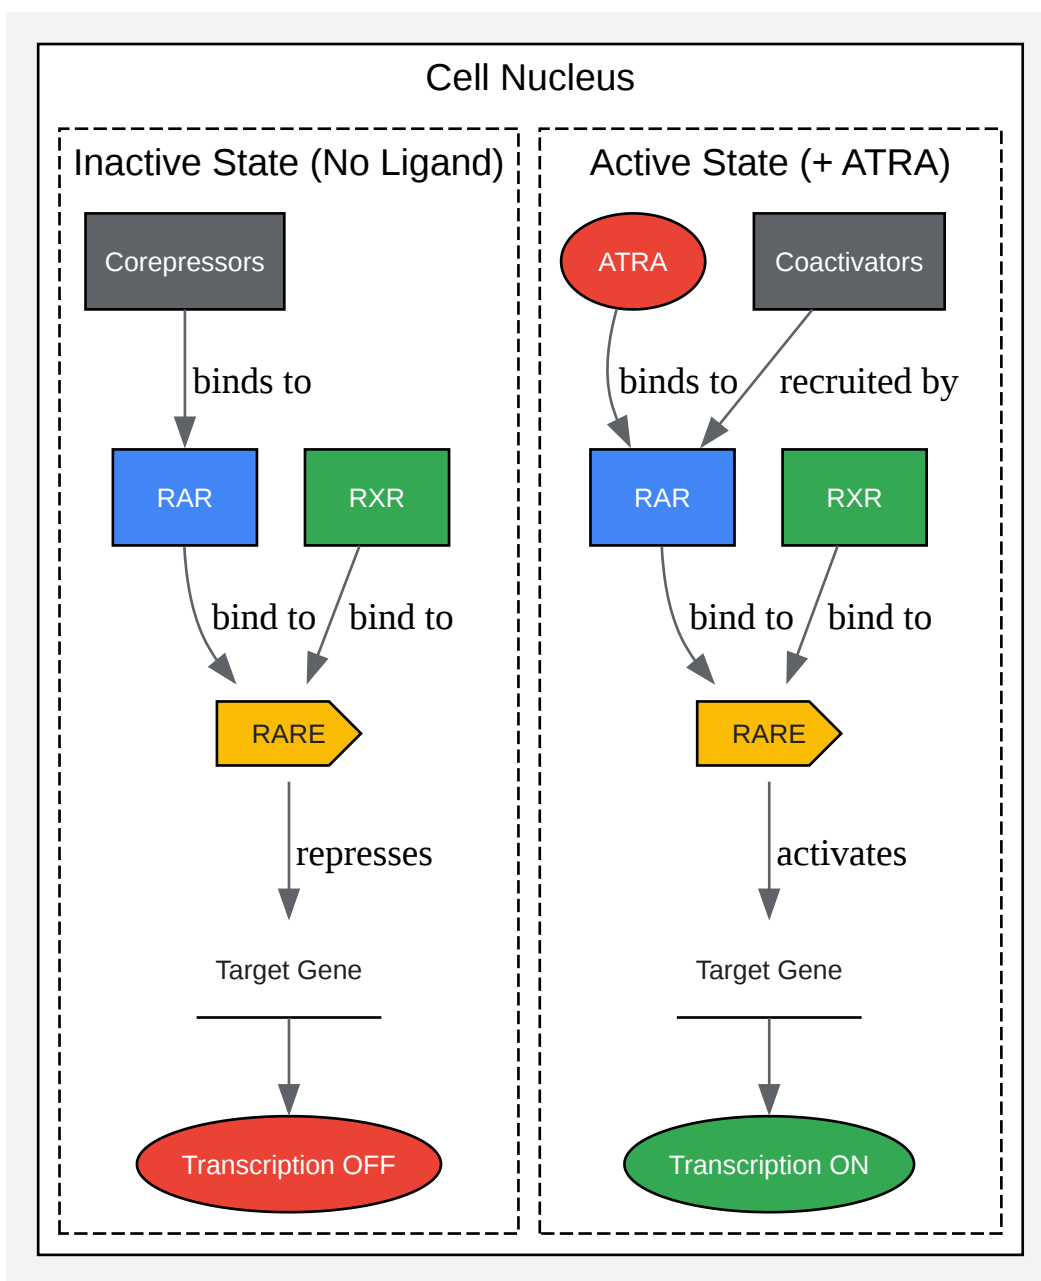 Cell Nucleus
Inactive State (No Ligand)
Corepressors
binds to
RAR
RXR
bind to
bind to
RARE
represses
Target Gene
Transcription OFF
Active State (+ ATRA)
ATRA
Coactivators
binds to
recruited by
RAR
RXR
bind to
bind to
RARE
activates
Target Gene
Transcription ON